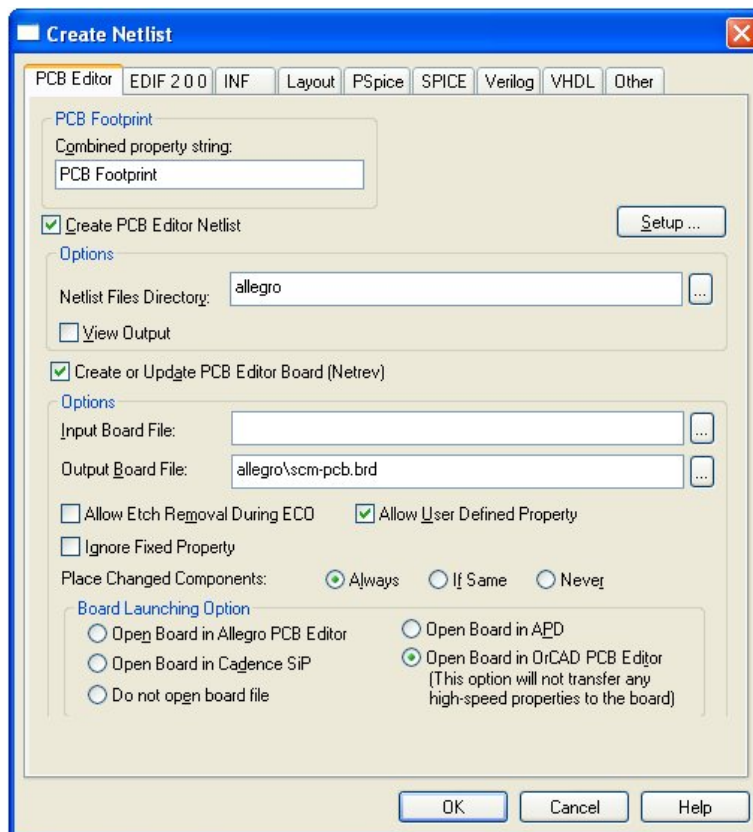 Create Netlist
PCB Editor EDIF 2 0 0 INF Layout PSpice SPICE Verilog VHDL Other
PCB Footprint
Combined property string:
PCB Footprint
Create PCB Editor Netlist
Setup ...
Options
Netlist Files Directory: allegro ...
View Output
Create or Update PCB Editor Board (Netrev)
Options
Input Board File: ...
Output Board File: allegro\scm-pcb.brd ...
Allow Etch Removal During ECO Allow User Defined Property
Ignore Fixed Property
Place Changed Components: Always If Same Never
Board Launching Option
Open Board in Allegro PCB Editor Open Board in APD
Open Board in Cadence SiP Open Board in OrCAD PCB Editor
(This option will not transfer any
Do not open board file high-speed properties to the board)
OK Cancel Help